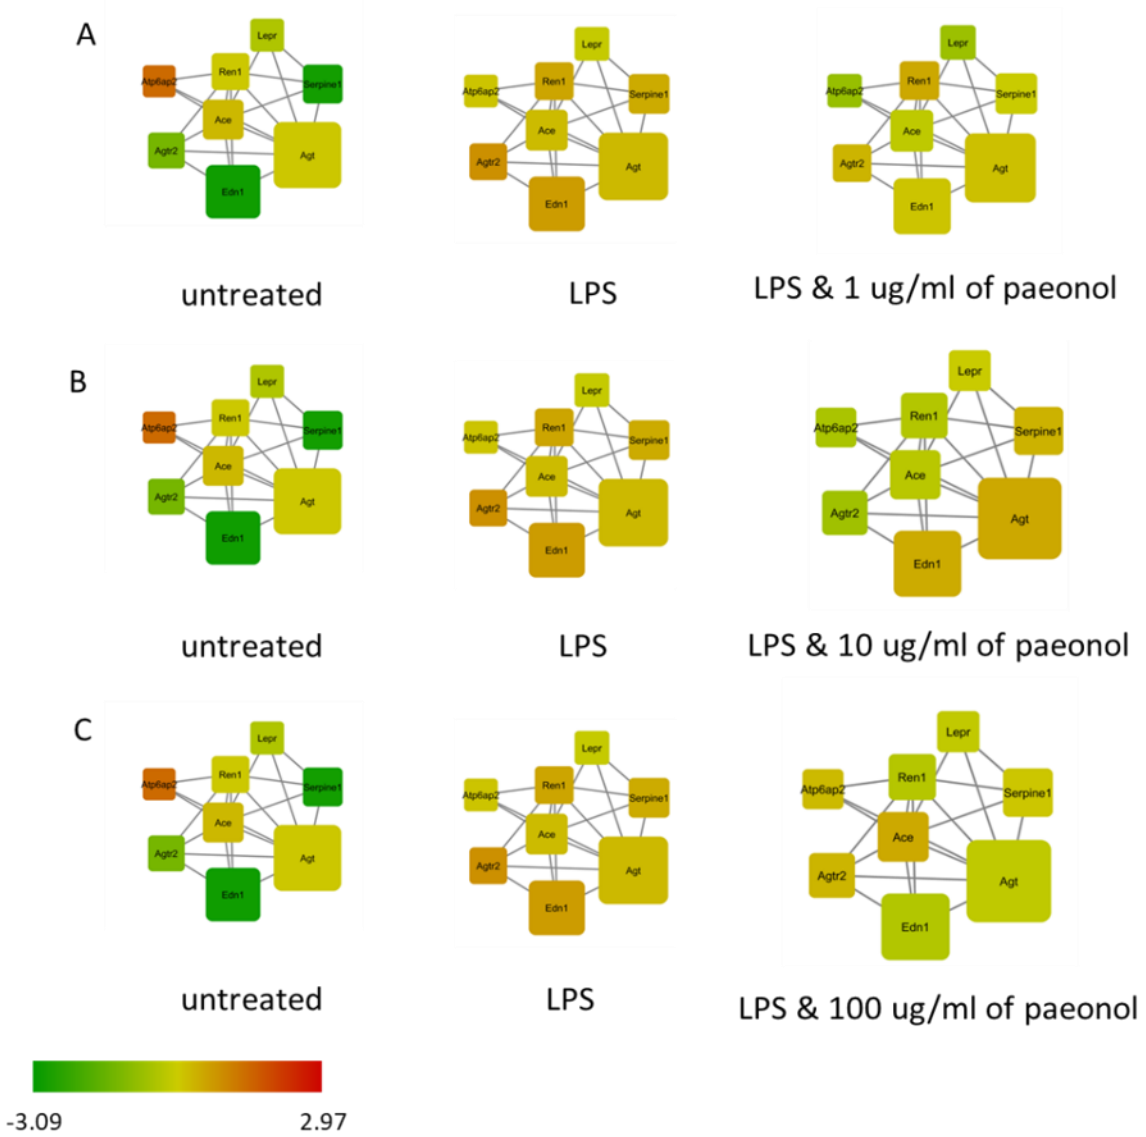 A
Lepr
Atp6ap2
Ren1
Serpine1
Ace
Agtr2
Agt
Edn1
untreated
Lepr
Atp6ap2
Ren1
Serpine1
Ace
Agtr2
Agt
Edn1
LPS
Lepr
Atp6ap2
Ren1
Serpine1
Ace
Agtr2
Agt
Edn1
LPS & 1 ug/ml of paeonol
B
Lepr
Atp6ap2
Ren1
Serpine1
Ace
Agtr2
Agt
Edn1
untreated
Lepr
Atp6ap2
Ren1
Serpine1
Ace
Agtr2
Agt
Edn1
LPS
Lepr
Atp6ap2
Ren1
Serpine1
Ace
Agtr2
Agt
Edn1
LPS & 10 ug/ml of paeonol
C
Lepr
Atp6ap2
Ren1
Serpine1
Ace
Agtr2
Agt
Edn1
untreated
Lepr
Atp6ap2
Ren1
Serpine1
Ace
Agtr2
Agt
Edn1
LPS
Lepr
Atp6ap2
Ren1
Serpine1
Ace
Agtr2
Agt
Edn1
LPS & 100 ug/ml of paeonol
-3.09
2.97